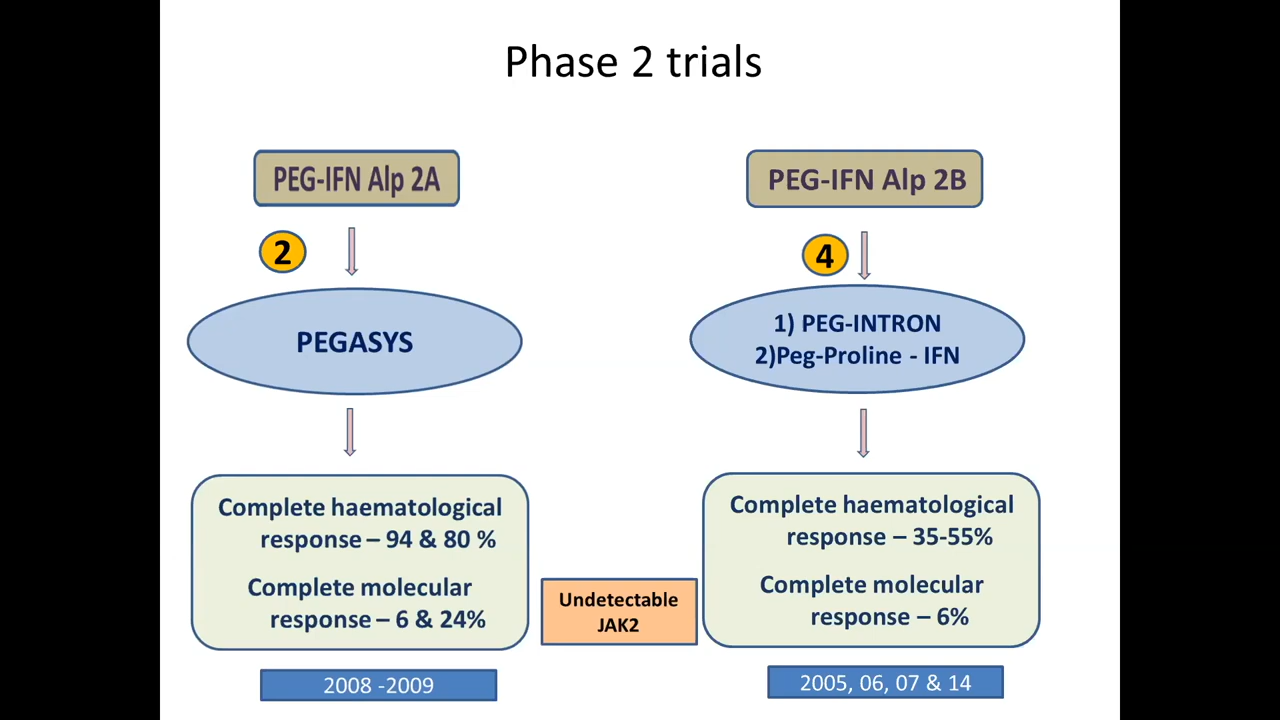 Phase 2 trials
PEG-IFN Alp 2A
2
PEGASYS
Complete haematological
response – 94 & 80 %
Complete molecular
response – 6 & 24%
2008 -2009
Undetectable
JAK2
PEG-IFN Alp 2B
4
1) PEG-INTRON
2)Peg-Proline - IFN
Complete haematological
response – 35-55%
Complete molecular
response – 6%
2005, 06, 07 & 14